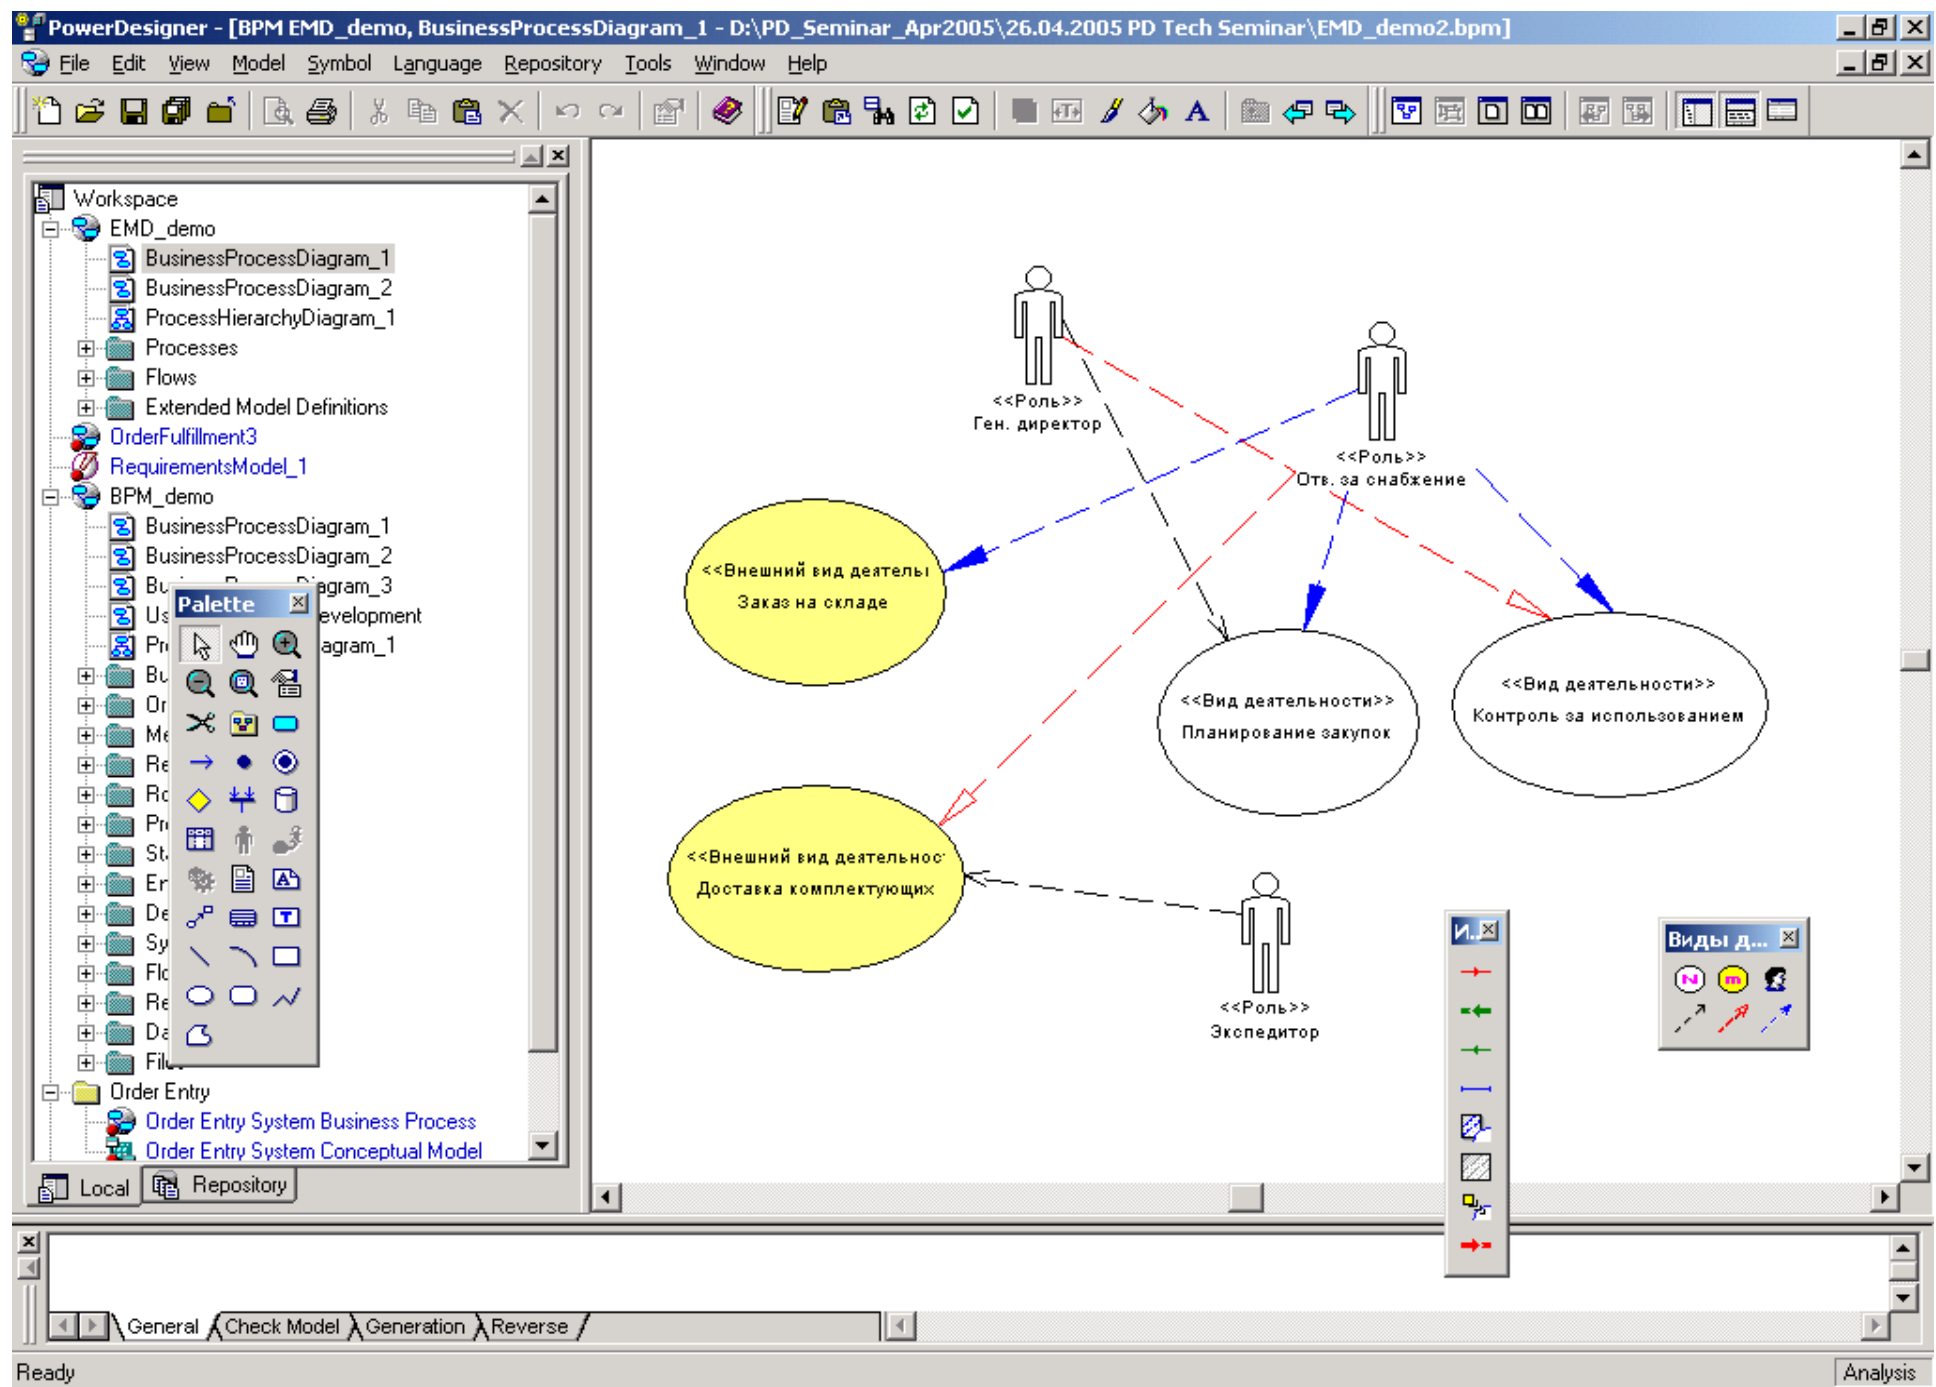 PowerDesigner - [BPM EMD_demo, BusinessProcessDiagram_1 - D:\PD_Seminar_Apr2005\26.04.2005 PD Tech Seminar\EMD_demo2.bpm]
File Edit View Model Symbol Language Repository Tools Window Help
Workspace
EMD_demo
BusinessProcessDiagram_1
BusinessProcessDiagram_2
ProcessHierarchyDiagram_1
Processes
Flows
Extended Model Definitions
OrderFulfillment3
RequirementsModel_1
BPM_demo
BusinessProcessDiagram_1
BusinessProcessDiagram_2
Palette
Order Entry
Order Entry System Business Process
Order Entry System Conceptual Model
Local Repository
<<Роль>>
Ген. директор
<<Роль>>
Отв. за снабжение
<<Внешний вид деятель
Заказ на складе
<<Вид деятельности>>
Планирование закупок
<<Вид деятельности>>
Контроль за использованием
<<Внешний вид деятельнос
Доставка комплектующих
<<Роль>>
Экспедитор
И..
Виды д...
General Check Model Generation Reverse
Ready
Analysis